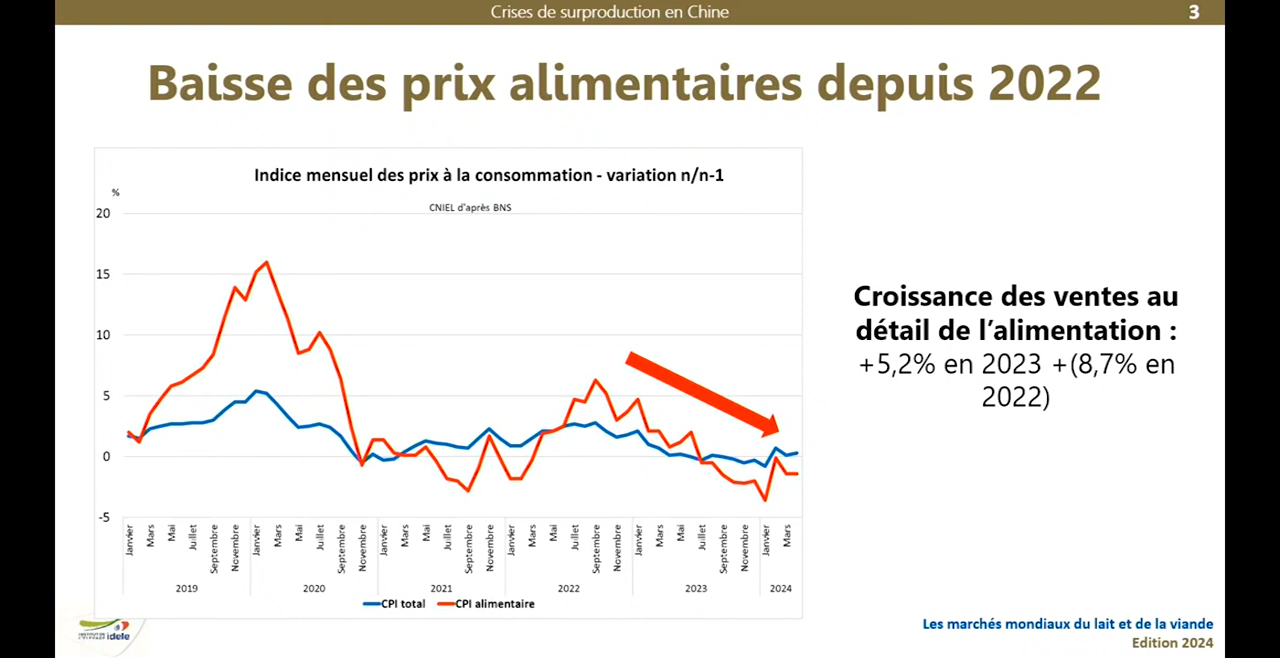 Crises de surproduction en Chine
3
Baisse des prix alimentaires depuis 2022
Indice mensuel des prix à la consommation - variation n/n-1
%
CNIEL d'après BNS
20
15
10
5
0
-5
Janvier Mars Mai Juillet Septembre Novembre Janvier Mars Mai Juillet Septembre Novembre Janvier Mars Mai Juillet Septembre Novembre Janvier Mars Mai Juillet Septembre Novembre Janvier Mars Mai Juillet Septembre Novembre Janvier Mars
2019 2020 2021 2022 2023 2024
CPI total CPI alimentaire
Croissance des ventes au
détail de l'alimentation :
+5,2% en 2023 +(8,7% en
2022)
idele
Les marchés mondiaux du lait et de la viande
Edition 2024